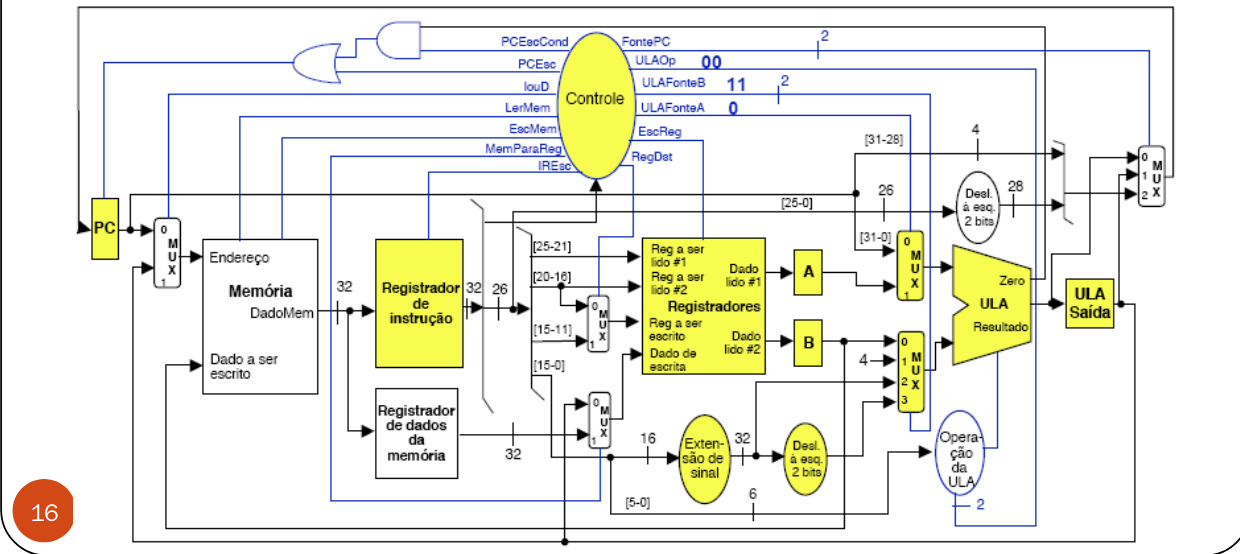 PCEscCond
PCEsc
IouD
LerMem
EscMem
MemParaReg
IREsc
Controle
FontePC
2
ULAOp 00
ULAFonteB 11
2
ULAFonteA 0
EscReg
RegDst
[31-28]
4
26
[25-0]
Desl.
à esq.
2 bits
28
0
1
2
M
U
X
[31-0]
PC
0
M
U
X
1
Endereço
Memória
DadoMem
Dado a ser
escrito
32
Registrador
de
instrução
32
26
Registrador
de dados
da
memória
32
[25-21]
[20-16]
[15-11]
[15-0]
0
M
U
X
1
0
M
U
X
1
Reg a ser
lido #1
Reg a ser
lido #2
Registradores
Reg a ser
escrito
Dado de
escrita
Dado
lido #1
Dado
lido #2
A
B
4
0
M
U
X
1
0
1
2
3
M
U
X
Zero
ULA
Resultado
ULA
Saída
16
Exten-
são de
sinal
32
Desl.
à esq.
2 bits
Opera-
ção da
ULA
[5-0]
6
2
16